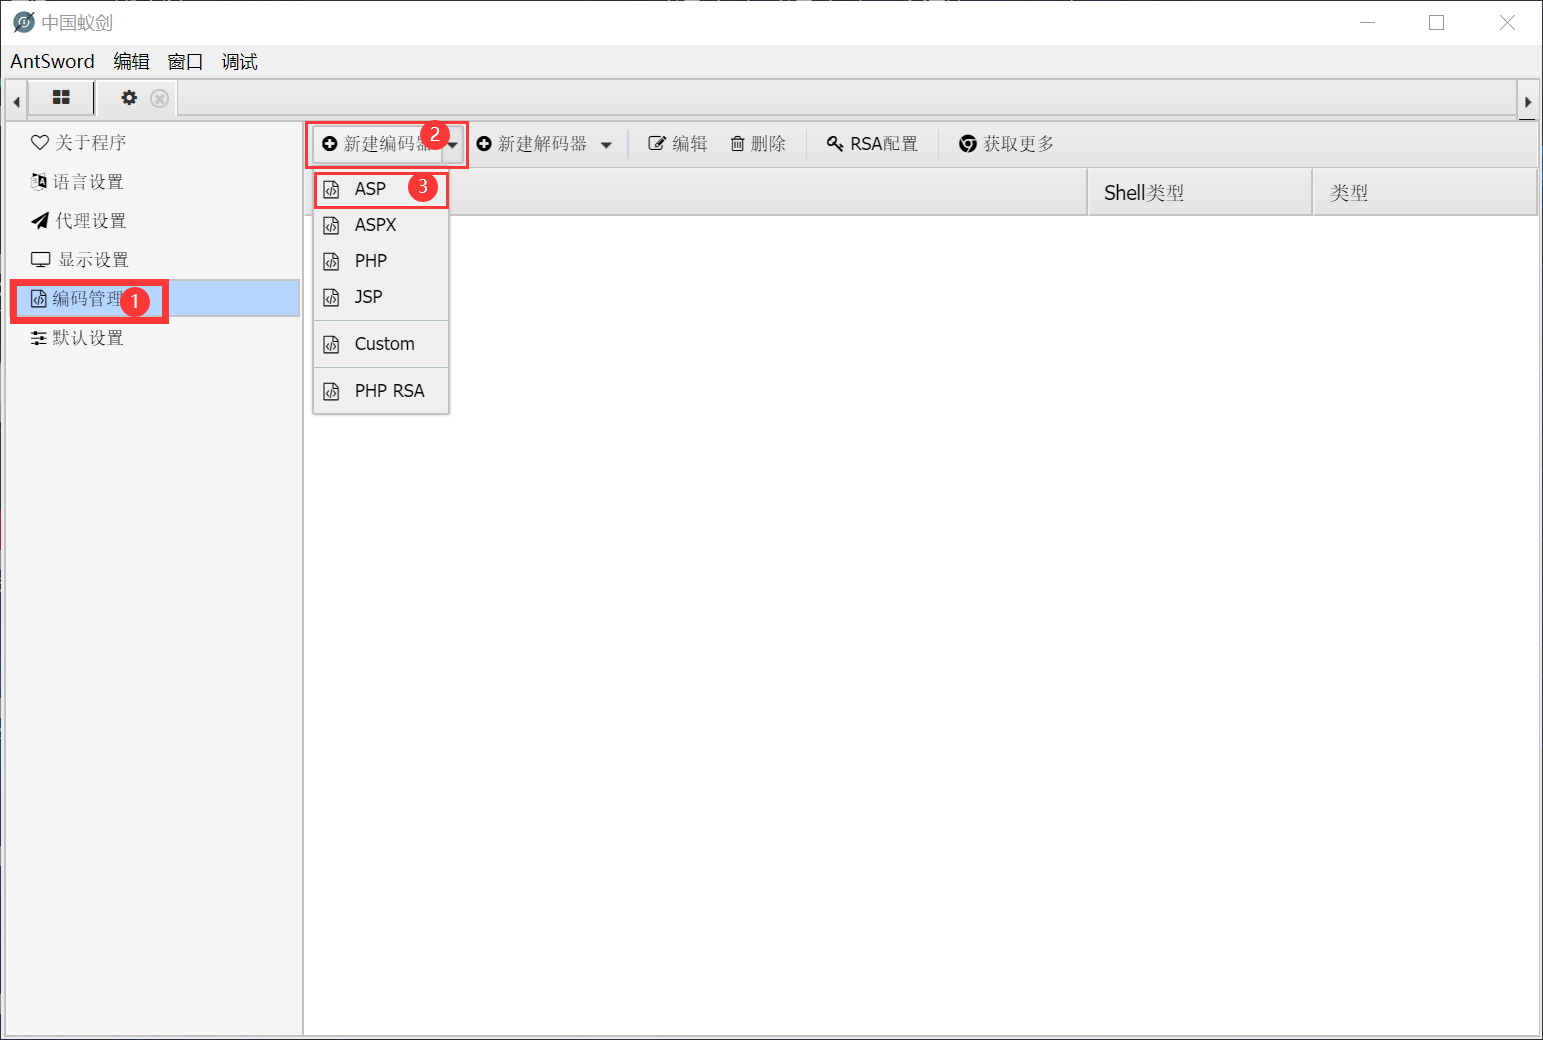 中国蚁剑
AntSword 编辑 窗口 调试
关于程序
语言设置
代理设置
显示设置
编码管理 1
默认设置
新建编码器 2 新建解码器 编辑 删除 RSA配置 获取更多
Shell类型 类型
ASP 3
ASPX
PHP
JSP
Custom
PHP RSA